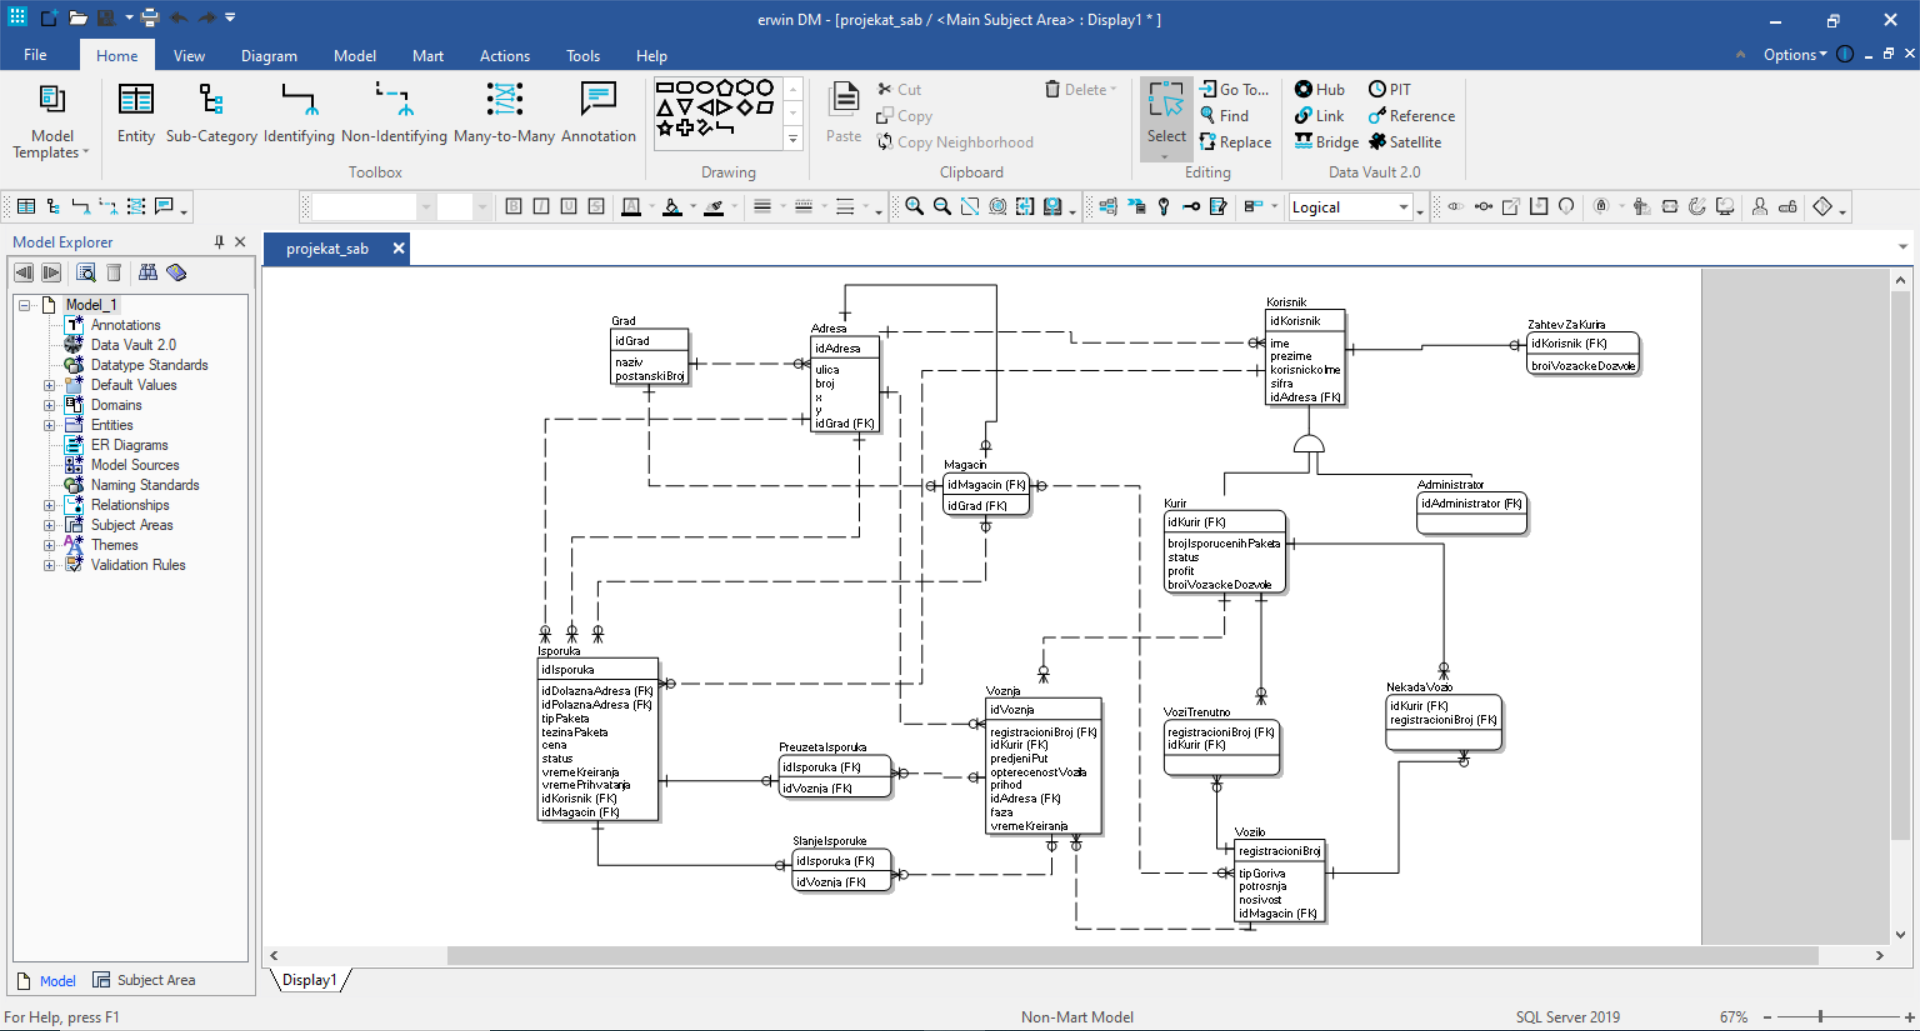 erwin DM - [projekat_sab / <Main Subject Area> : Display1 * ]
File Home View Diagram Model Mart Actions Tools Help Options
Model Templates
Entity Sub-Category Identifying Non-Identifying Many-to-Many Annotation
Toolbox
Drawing
Paste
Cut
Copy
Copy Neighborhood
Delete
Clipboard
Select
Go To...
Find
Replace
Editing
Hub
Link
Bridge
PIT
Reference
Satellite
Data Vault 2.0
B I U S A
Logical
Model Explorer
projekat_sab
Model_1
Annotations
Data Vault 2.0
Datatype Standards
Default Values
Domains
Entities
ER Diagrams
Model Sources
Naming Standards
Relationships
Subject Areas
Themes
Validation Rules
Model
Subject Area
Grad
idGrad
naziv
postanskiBroj
Adresa
idAdresa
ulica
broj
x
y
idGrad (FK)
Korisnik
idKorisnik
ime
prezime
korisnickoIme
sifra
idAdresa (FK)
ZahtevZaKurira
idKorisnik (FK)
brojVozackeDozvole
Magacin
idMagacin (FK)
idGrad (FK)
Administrator
idAdministrator (FK)
Kurir
idKurir (FK)
brojIsporucenihPaketa
status
profit
brojVozackeDozvole
Isporuka
idIsporuka
idDolaznaAdresa (FK)
idPolaznaAdresa (FK)
tipPaketa
tezinaPaketa
cena
status
vremeKreiranja
vremePrihvatanja
idKorisnik (FK)
idMagacin (FK)
PreuzetaIsporuka
idIsporuka (FK)
idVoznja (FK)
SlanjeIsporuke
idIsporuka (FK)
idVoznja (FK)
Voznja
idVoznja
registracioniBroj (FK)
idKurir (FK)
predjeniPut
opterecenostVozila
prihod
idAdresa (FK)
faza
vremeKreiranja
VoziTrenutno
registracioniBroj (FK)
idKurir (FK)
NekadaVozio
idKurir (FK)
registracioniBroj (FK)
Vozilo
registracioniBroj
tipGoriva
potrosnja
nosivost
idMagacin (FK)
Display1
For Help, press F1
Non-Mart Model
SQL Server 2019
67%